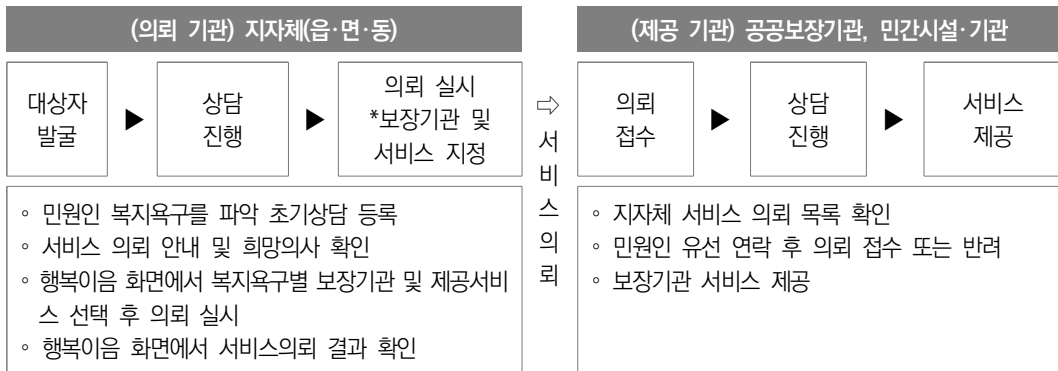 (의뢰 기관) 지자체(읍·면·동)
대상자
발굴
▶
상담
진행
▶
의뢰 실시
*보장기관 및
서비스 지정
⇨
서
비
스
의
뢰
(제공 기관) 공공보장기관, 민간시설·기관
의뢰
접수
▶
상담
진행
▶
서비스
제공
◦ 민원인 복지욕구를 파악 초기상담 등록
◦ 서비스 의뢰 안내 및 희망의사 확인
◦ 행복이음 화면에서 복지욕구별 보장기관 및 제공서비
스 선택 후 의뢰 실시
◦ 행복이음 화면에서 서비스의뢰 결과 확인
◦ 지자체 서비스 의뢰 목록 확인
◦ 민원인 유선 연락 후 의뢰 접수 또는 반려
◦ 보장기관 서비스 제공